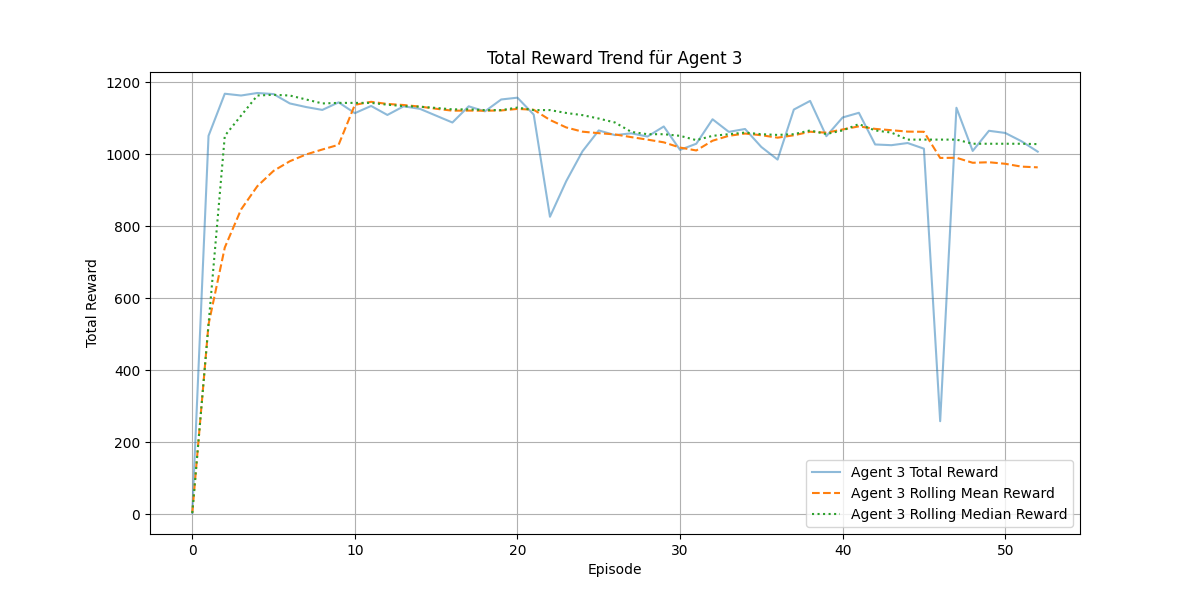 Total Reward Trend für Agent 3
Total Reward
1200
1000
800
600
400
200
0
0 10 20 30 40 50
Episode
Agent 3 Total Reward
Agent 3 Rolling Mean Reward
Agent 3 Rolling Median Reward